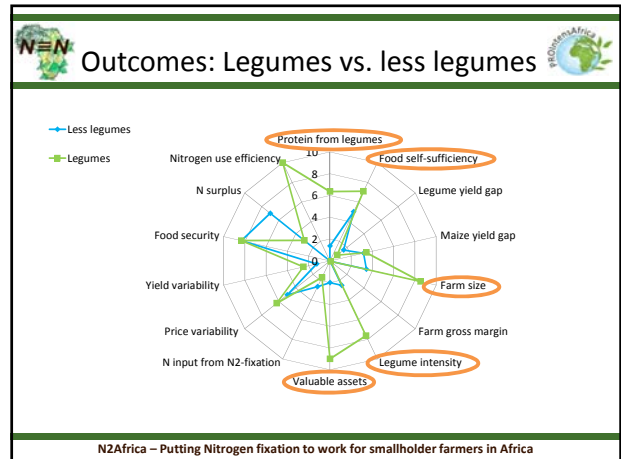 N≡N
Outcomes: Legumes vs. less legumes
PROIntensAfrica
Less legumes
Legumes
Protein from legumes
Nitrogen use efficiency
Food self-sufficiency
N surplus
Legume yield gap
Food security
Maize yield gap
Yield variability
Farm size
Price variability
Farm gross margin
N input from N2-fixation
Legume intensity
Valuable assets
10
8
6
4
2
0
N2Africa – Putting Nitrogen fixation to work for smallholder farmers in Africa